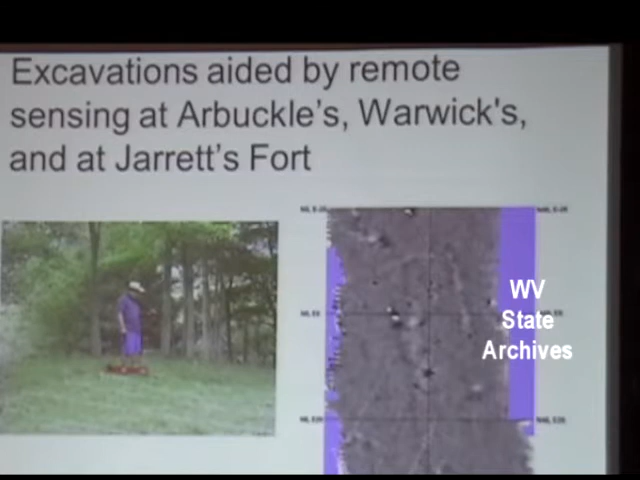 Excavations aided by remote
sensing at Arbuckle's, Warwick's,
and at Jarrett's Fort
WV
State
Archives